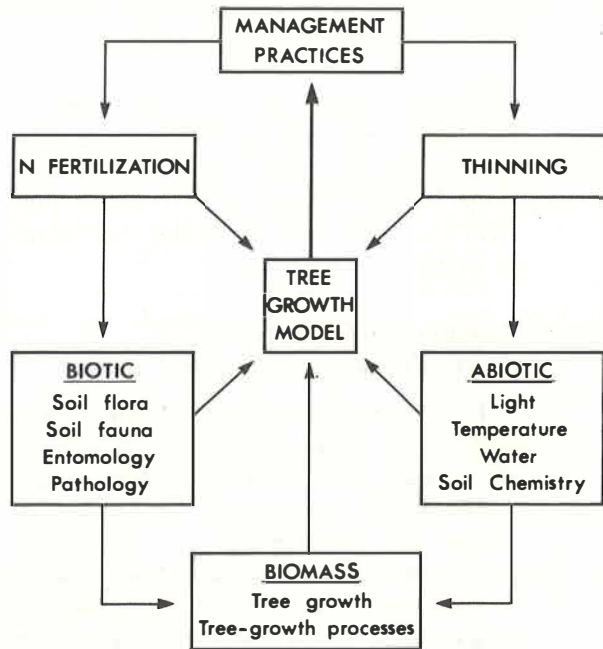 MANAGEMENT
PRACTICES
N FERTILIZATION
THINNING
TREE
GROWTH
MODEL
BIOTIC
Soil flora
Soil fauna
Entomology
Pathology
ABIOTIC
Light
Temperature
Water
Soil Chemistry
BIOMASS
Tree growth
Tree-growth processes